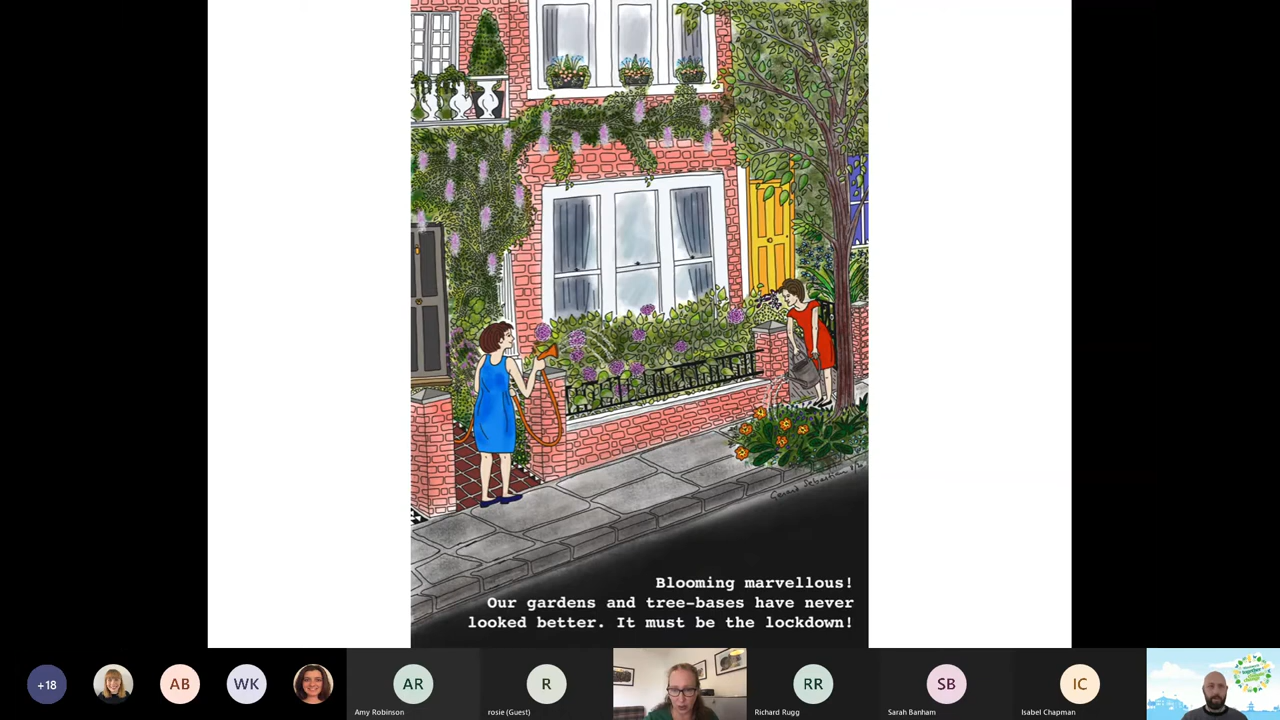 Blooming marvellous!
Our gardens and tree-bases have never
looked better. It must be the lockdown!
+18
AB
WK
AR
Amy Robinson
R
rosie (Guest)
RR
Richard Rugg
SB
Sarah Banham
IC
Isabel Chapman